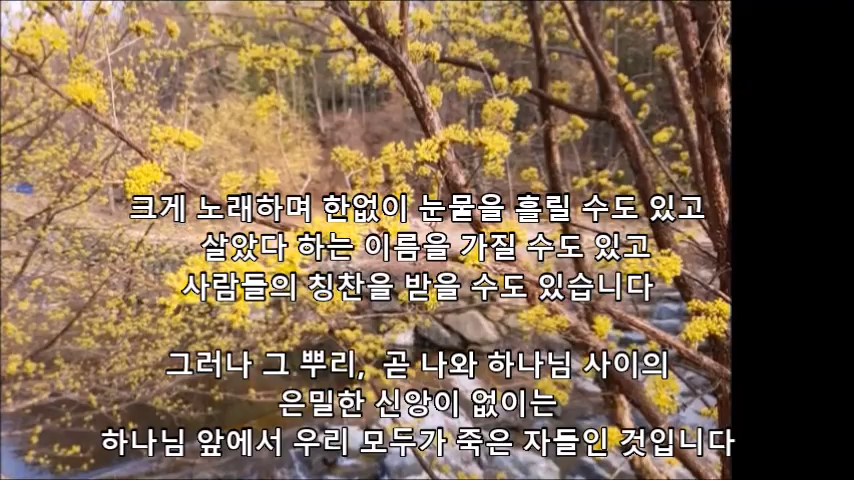 크게 노래하며 한없이 눈물을 흘릴 수도 있고
살았다 하는 이름을 가질 수도 있고
사람들의 칭찬을 받을 수도 있습니다
그러나 그 뿌리, 곧 나와 하나님 사이의
은밀한 신앙이 없이는
하나님 앞에서 우리 모두가 죽은 자들인 것입니다